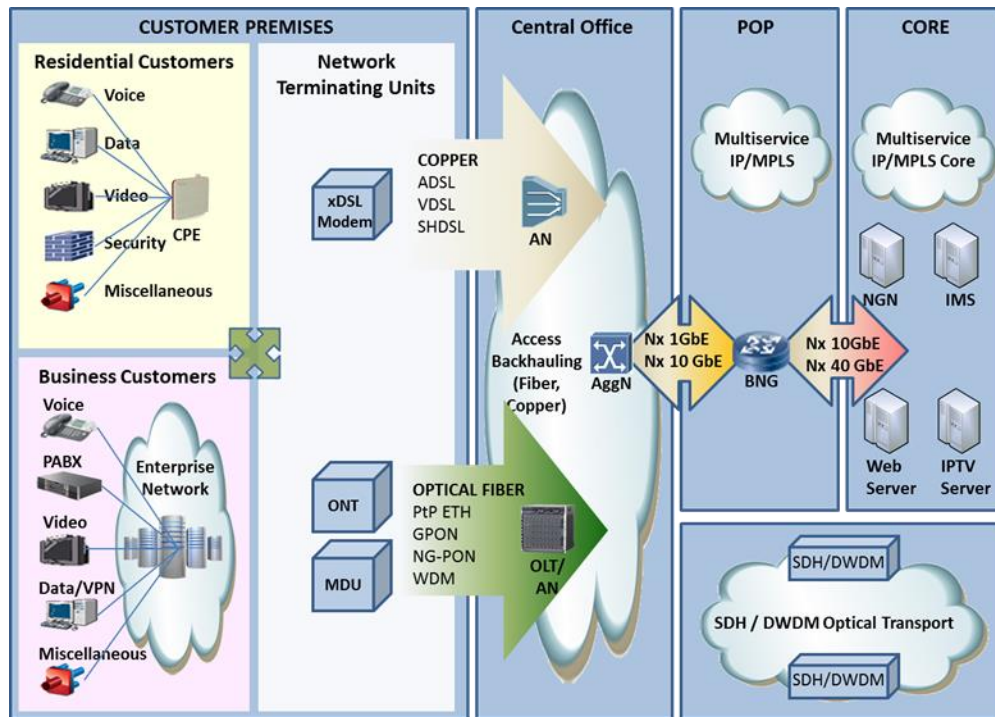 CUSTOMER PREMISES
Residential Customers
Voice
Data
Video
CPE
Security
Miscellaneous
Business Customers
Voice
PABX
Enterprise
Network
Video
Data/VPN
Miscellaneous
Network
Terminating Units
xDSL
Modem
COPPER
ADSL
VDSL
SHDSL
ONT
MDU
OPTICAL FIBER
PtP ETH
GPON
NG-PON
WDM
Central Office
AN
Access
Backhauling
(Fiber,
Copper)
AggN
OLT/
AN
Nx 1GbE
Nx 10 GbE
POP
Multiservice
IP/MPLS
BNG
Nx 10GbE
Nx 40 GbE
CORE
Multiservice
IP/MPLS Core
NGN
IMS
Web
Server
IPTV
Server
SDH/DWDM
SDH / DWDM Optical Transport
SDH/DWDM